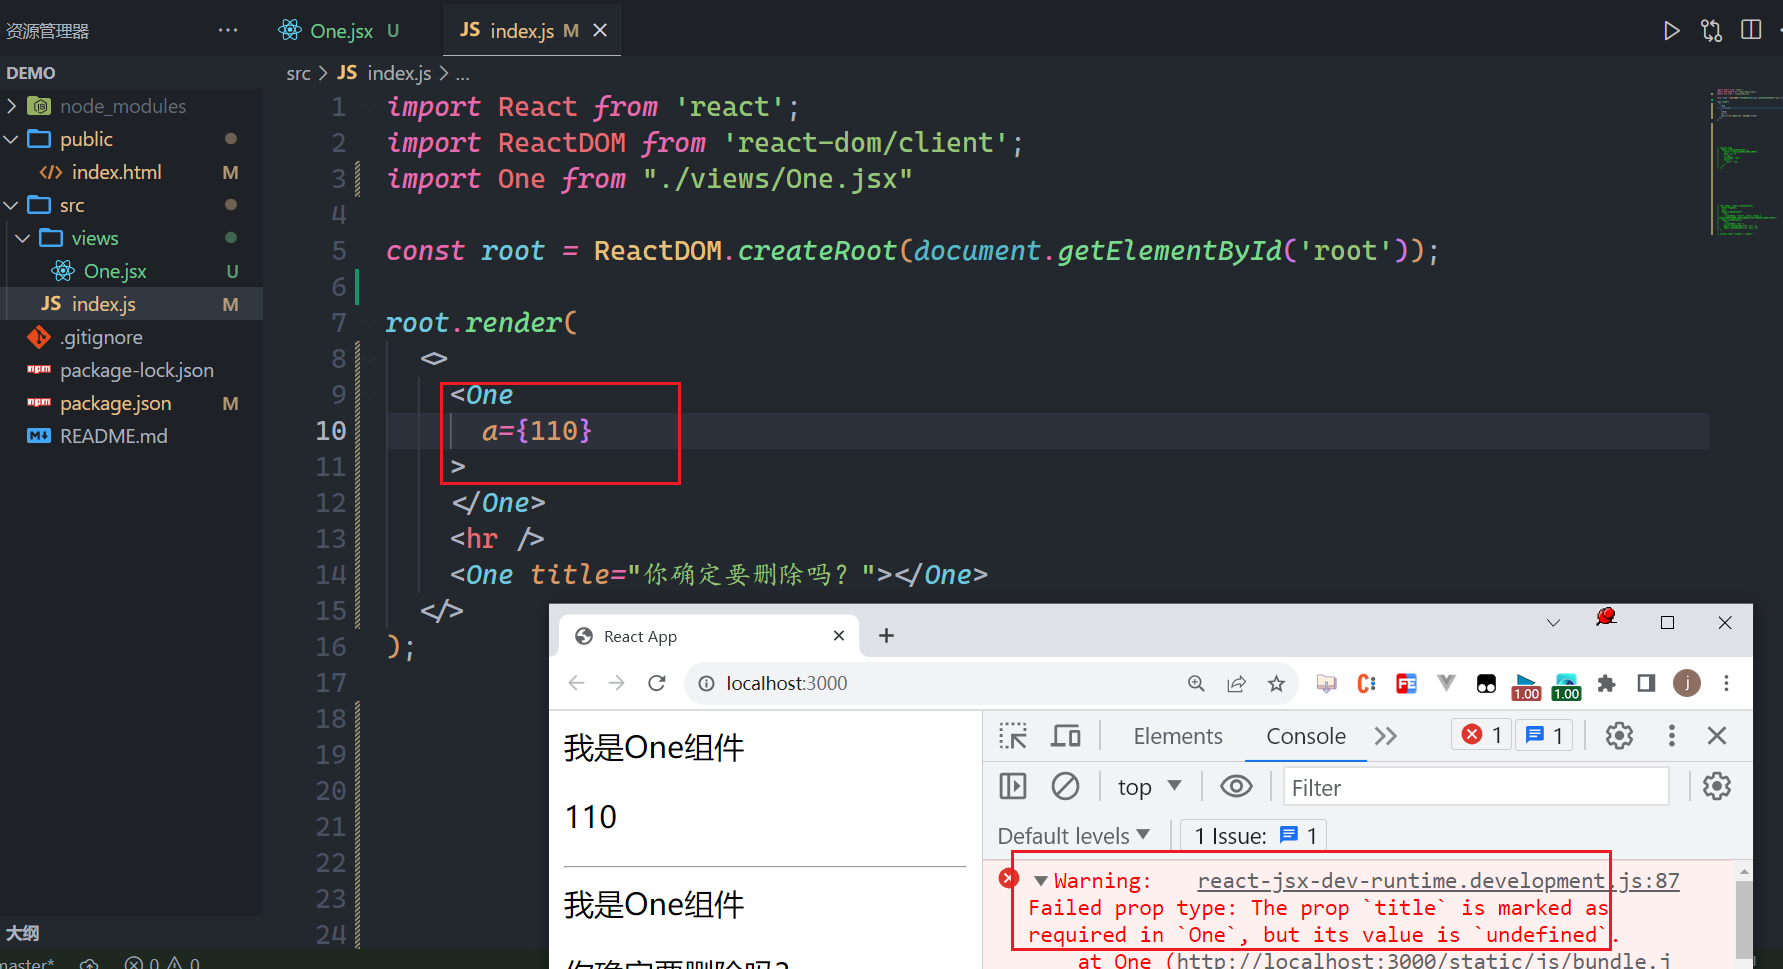 资源管理器 ···
One.jsx U
JS index.js M ×
DEMO
src > JS index.js > ...
node_modules
public
index.html M
src
views
One.jsx U
JS index.js M
.gitignore
package-lock.json
package.json M
README.md
大纲
1 import React from 'react';
2 import ReactDOM from 'react-dom/client';
3 import One from "./views/One.jsx"
4
5 const root = ReactDOM.createRoot(document.getElementById('root'));
6
7 root.render(
8 <>
9 <One
10 a={110}
11 >
12 </One>
13 <hr />
14 <One title="你确定要删除吗？"></One>
15 </>
16 );
17
18
19
20
21
22
23
24
React App
localhost:3000
1.00 1.00 j
我是One组件
110
我是One组件
你确定要删除吗?
Elements Console 1 1
top Filter
Default levels 1 Issue: 1
Warning: react-jsx-dev-runtime.development.js:87
Failed prop type: The prop `title` is marked as
required in `One`, but its value is `undefined`.
at One (http://localhost:3000/static/js/bundle.j
master* 0 0